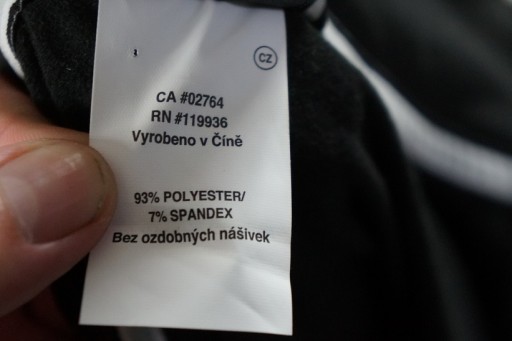 CZ
CA #02764
RN #119936
Vyrobeno v Číně
93% POLYESTER/
7% SPANDEX
Bez ozdobných nášivek